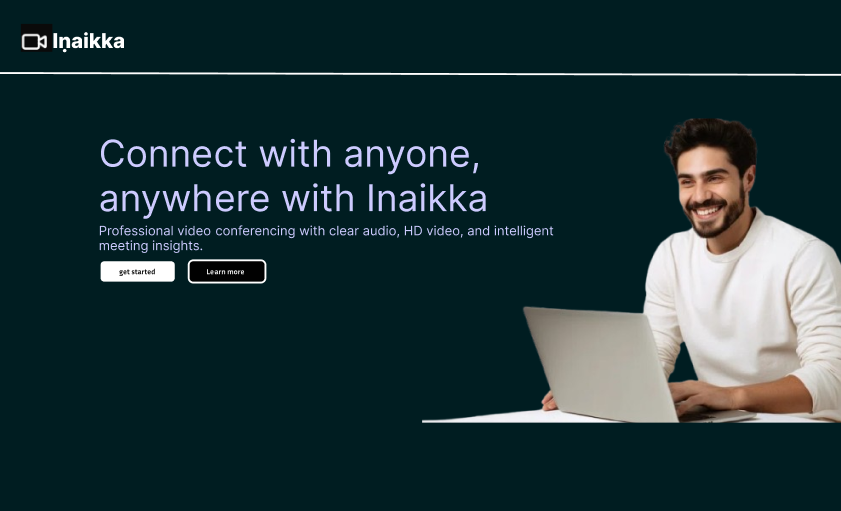 Iṇaikka
Connect with anyone,
anywhere with Inaikka
Professional video conferencing with clear audio, HD video, and intelligent
meeting insights.
get started
Learn more